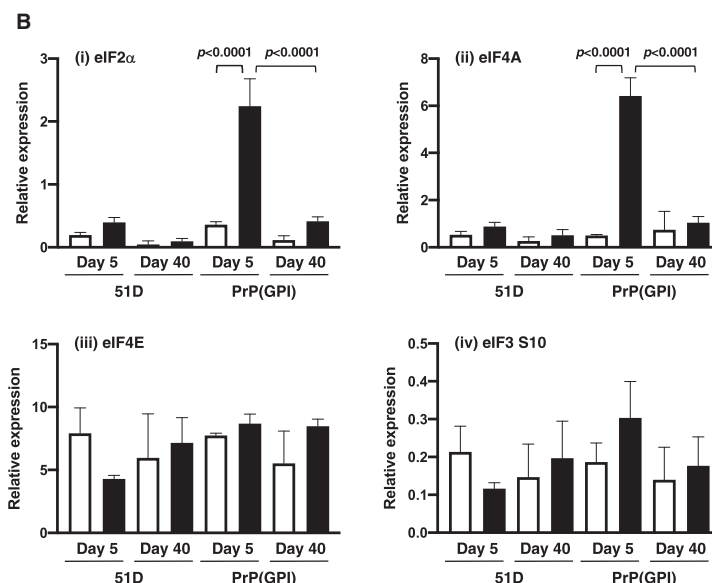 B
(i) eIF2α
p<0.0001 p<0.0001
Relative expression
3
2
1
0
Day 5 Day 40 Day 5 Day 40
51D PrP(GPI)
(ii) eIF4A
p<0.0001 p<0.0001
Relative expression
8
6
4
2
0
Day 5 Day 40 Day 5 Day 40
51D PrP(GPI)
(iii) eIF4E
Relative expression
15
10
5
0
Day 5 Day 40 Day 5 Day 40
51D PrP(GPI)
(iv) eIF3 S10
Relative expression
0.5
0.4
0.3
0.2
0.1
0.0
Day 5 Day 40 Day 5 Day 40
51D PrP(GPI)